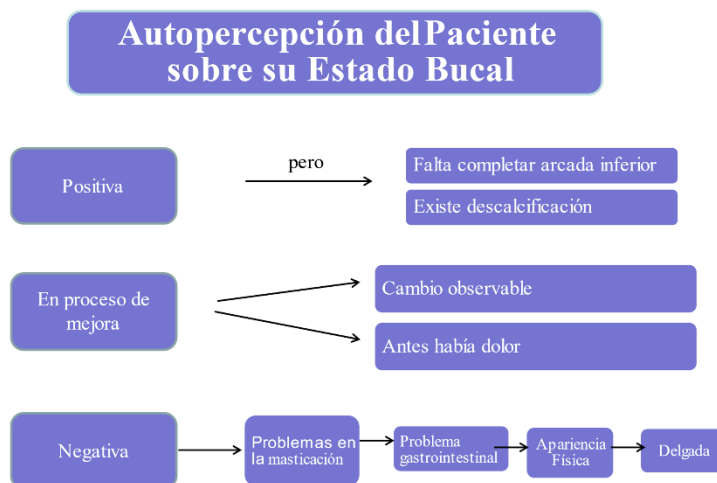 Autopercepción del Paciente
sobre su Estado Bucal
Positiva
pero
Falta completar arcada inferior
Existe descalcificación
En proceso de
mejora
Cambio observable
Antes había dolor
Negativa
Problemas en
la masticación
Problema
gastrointestinal
Apariencia
Física
Delgada